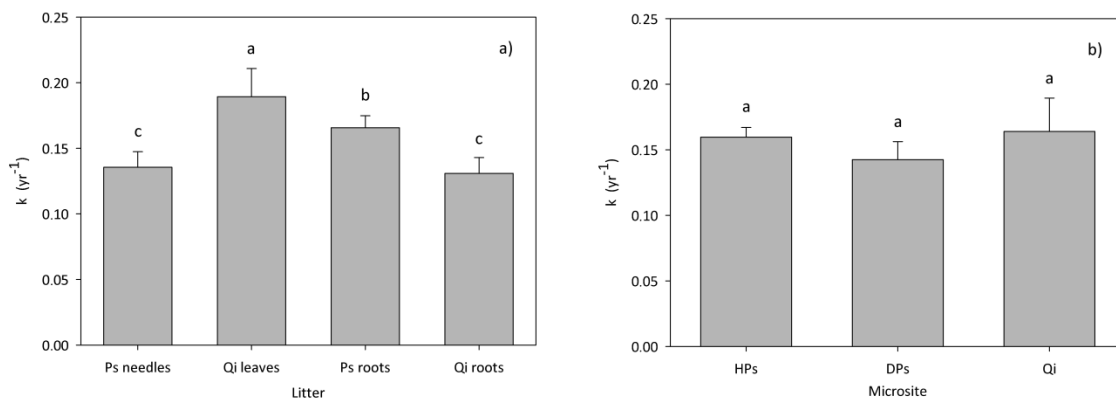 0.25
0.20
0.15
0.10
0.05
0.00
k (yr-1)
a)
c
a
b
c
Ps needles Qi leaves Ps roots Qi roots
Litter
0.25
0.20
0.15
0.10
0.05
0.00
k (yr-1)
b)
a
a
a
HPs DPs Qi
Microsite